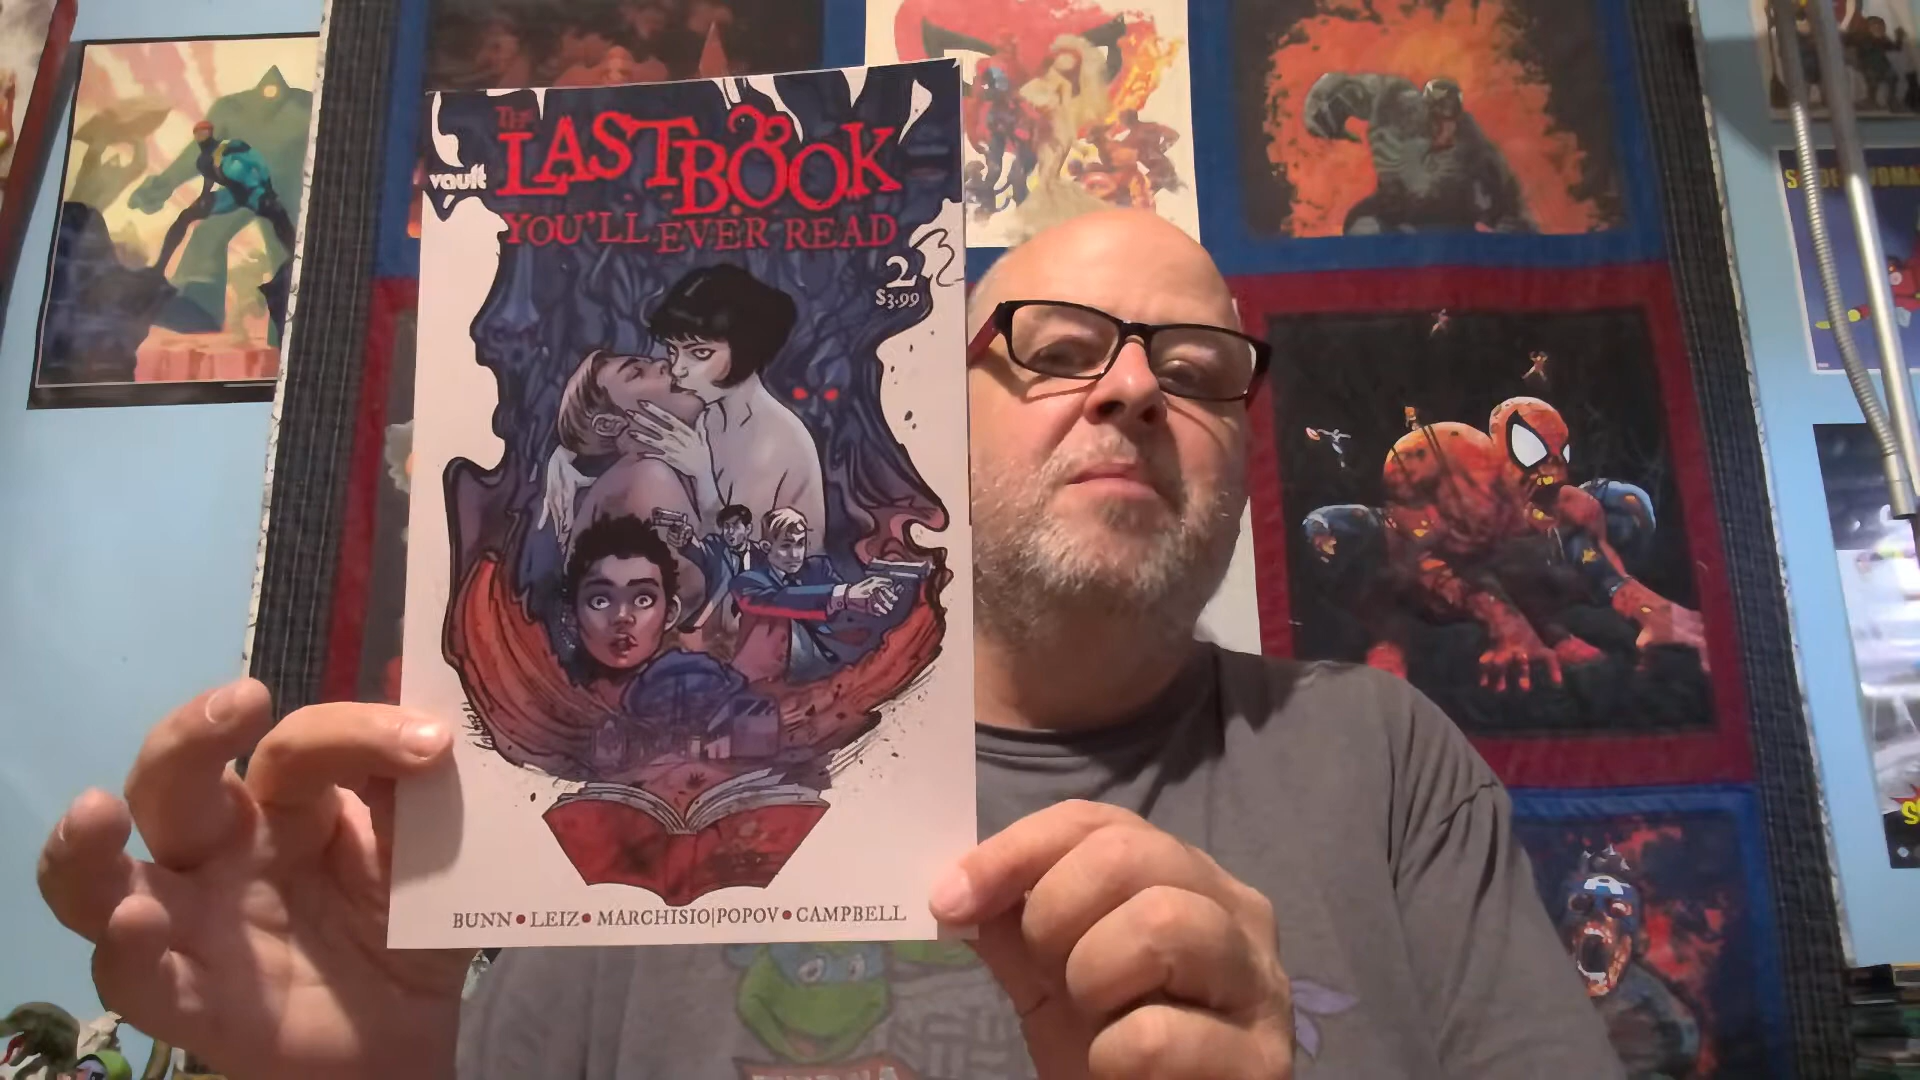 THE
LAST BOOK
vault
YOU'LL EVER READ
2
$3.99
BUNN • LEIZ • MARCHISIO|POPOV • CAMPBELL